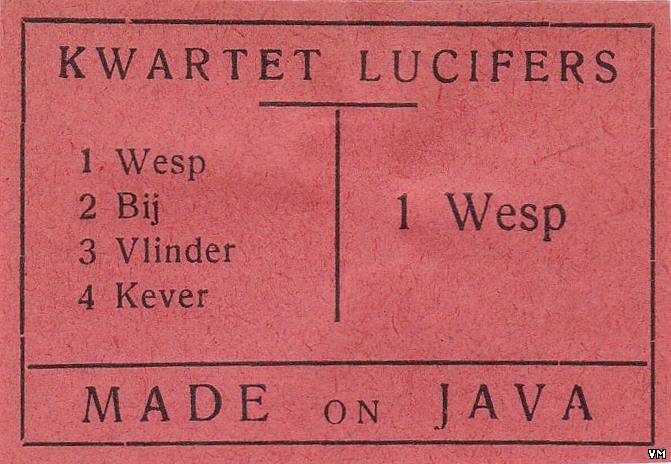 KWARTET LUCIFERS
1 Wesp
2 Bij
3 Vlinder
4 Kever
1 Wesp
MADE ON JAVA
VM